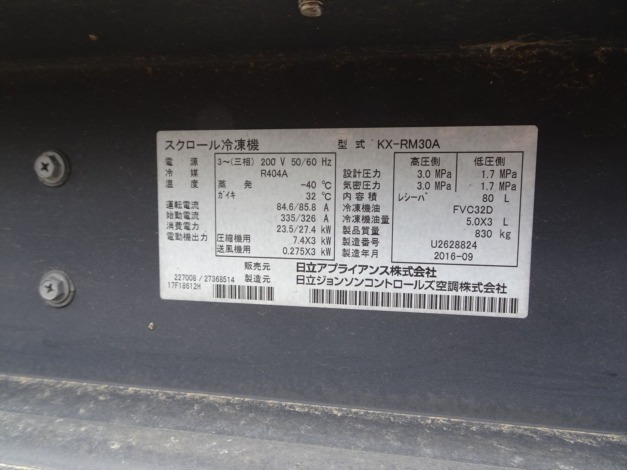 スクロール冷凍機 型式 KX-RM30A
電源 3~(三相) 200 V 50/60 Hz
冷媒 R404A
温度 蒸発 -40 ℃
ガイキ 32 ℃
運転電流 84.6/85.8 A
始動電流 335/326 A
消費電力 23.5/27.4 kW
電動機出力 圧縮機用 7.4X3 kW
送風機用 0.275X3 kW
高圧側 低圧側
設計圧力 3.0 MPa 1.7 MPa
気密圧力 3.0 MPa 1.7 MPa
内容積 レシーバ 80 L
冷凍機油 FVC32D
冷凍機油量 5.0X3 L
製品質量 830 kg
製造番号 U2628824
製造年月 2016-09
販売元 日立アプライアンス株式会社
227008 / 27368514 製造元 日立ジョンソンコントロールズ空調株式会社
17F18612H